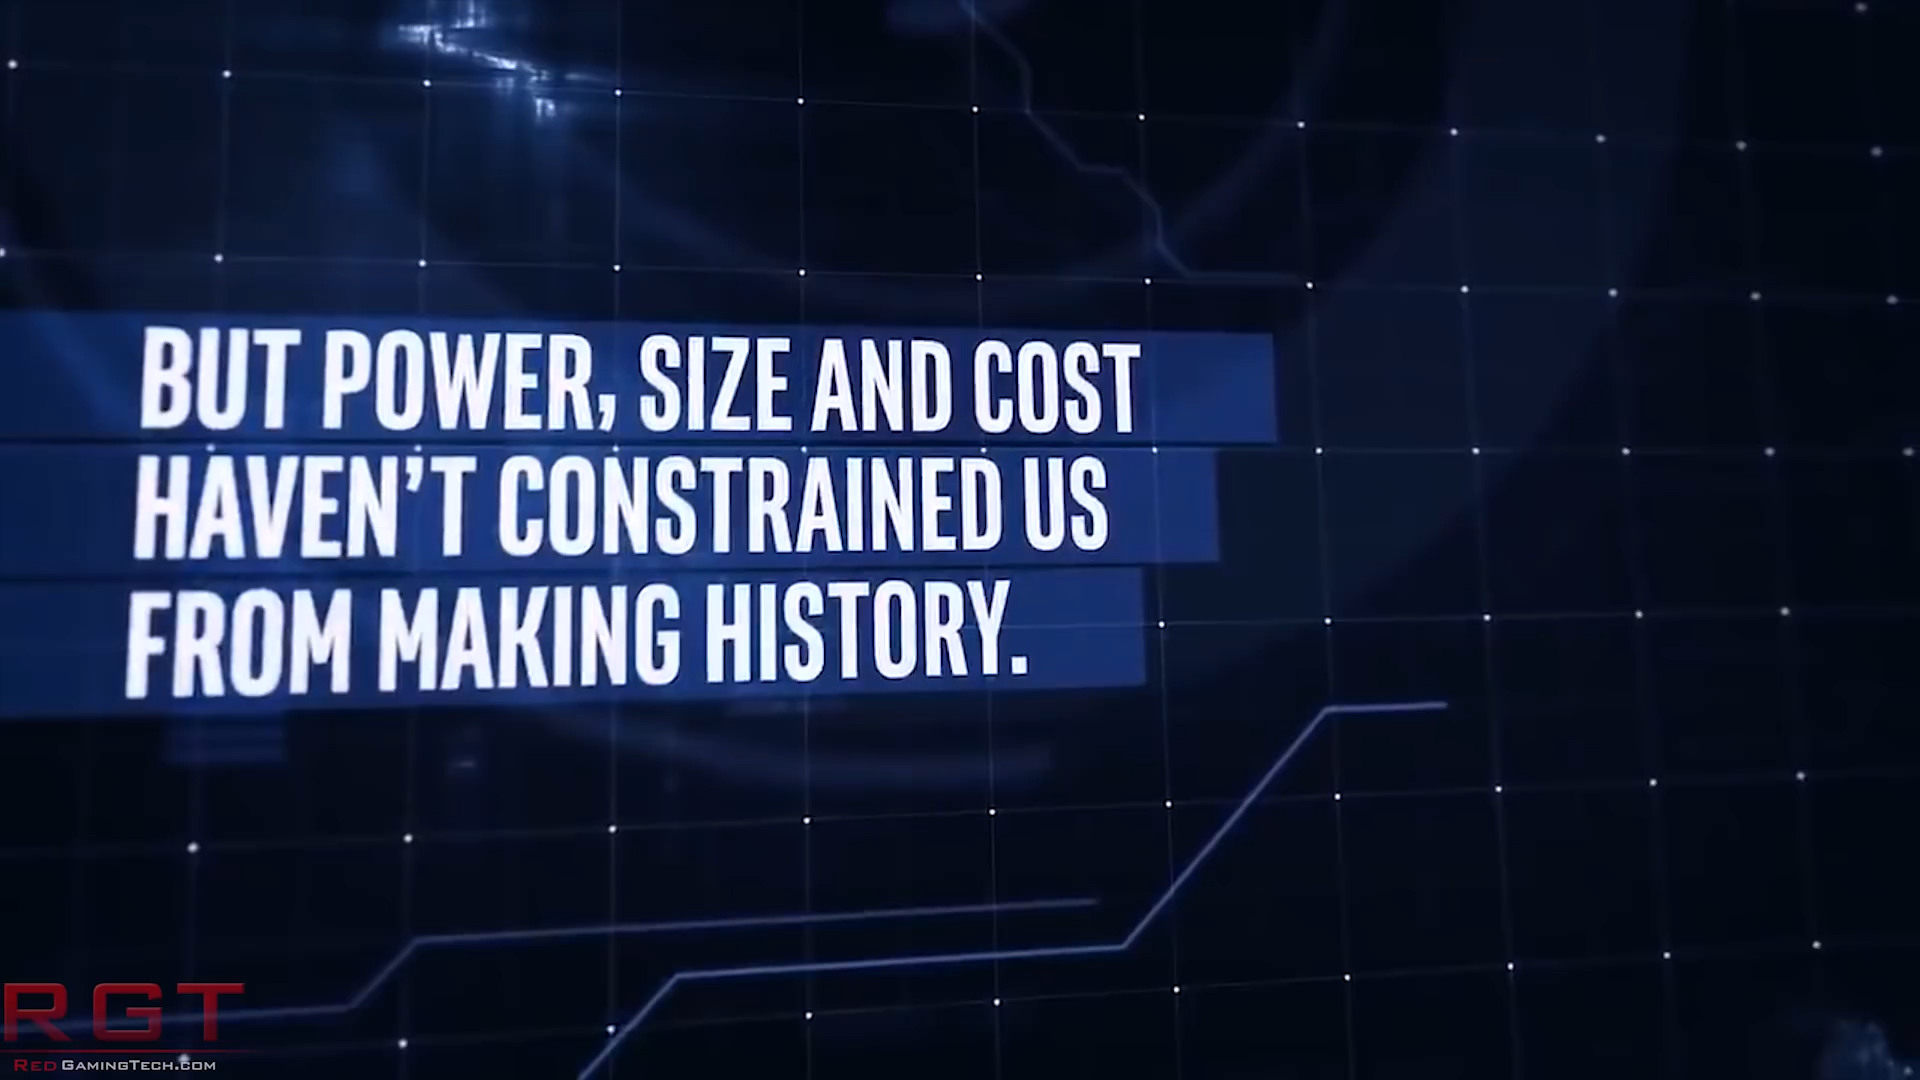 BUT POWER, SIZE AND COST
HAVEN'T CONSTRAINED US
FROM MAKING HISTORY.
RGT
REDGAMINGTECH.COM